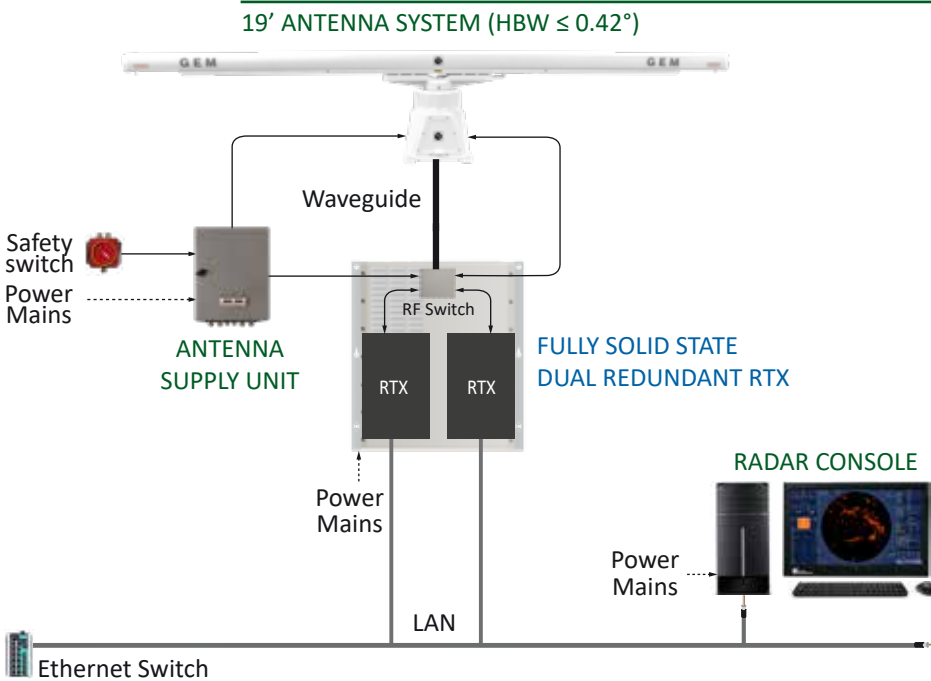 19’ ANTENNA SYSTEM (HBW ≤ 0.42°)
GEM
GEM
Waveguide
Safety
switch
Power
Mains
RF Switch
ANTENNA
SUPPLY UNIT
FULLY SOLID STATE
DUAL REDUNDANT RTX
RTX
RTX
RADAR CONSOLE
Power
Mains
Power
Mains
LAN
Ethernet Switch